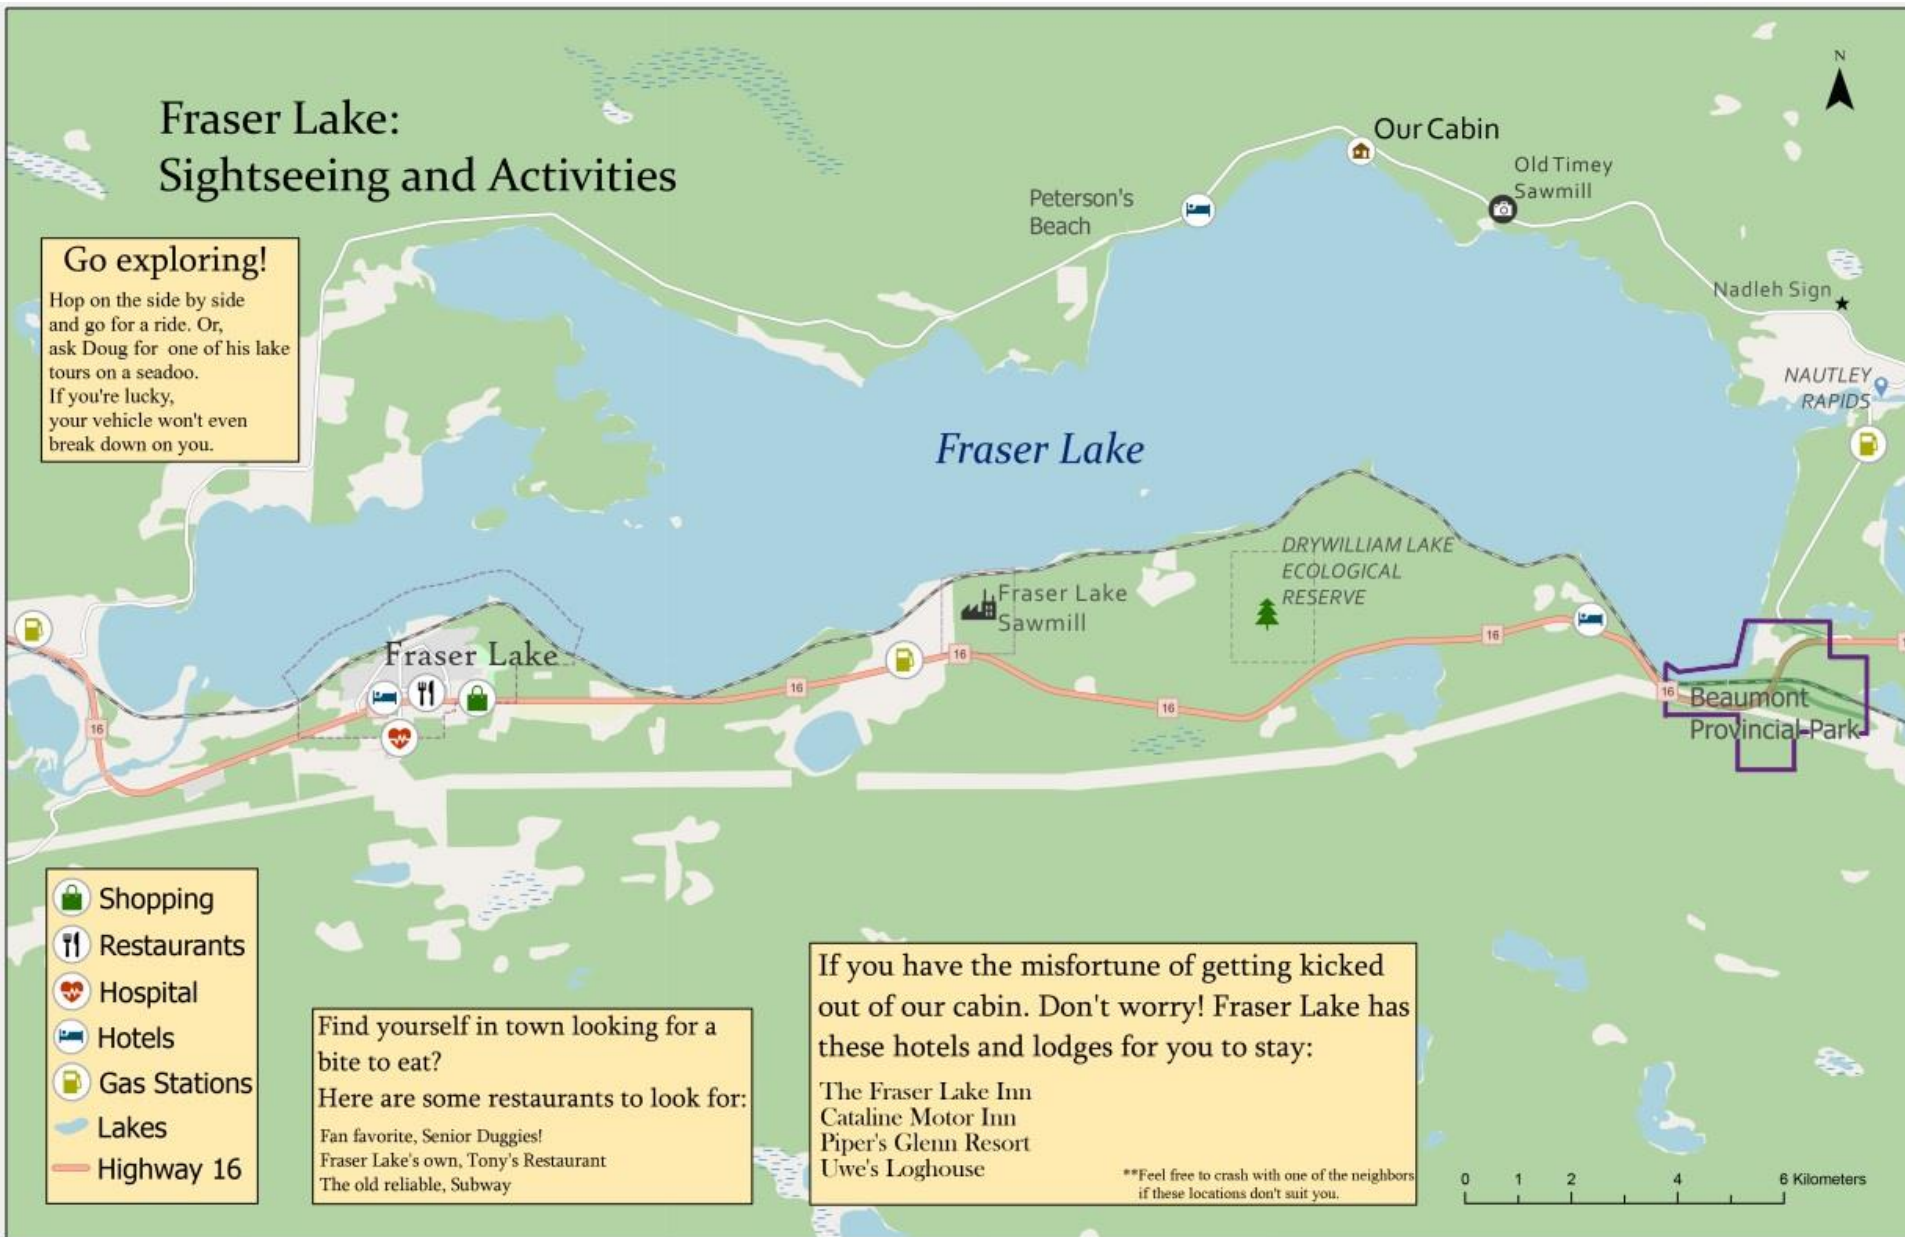 N
Fraser Lake:
Sightseeing and Activities
Our Cabin
Old Timey
Sawmill
Peterson's
Beach
Go exploring!
Hop on the side by side
and go for a ride. Or,
ask Doug for one of his lake
tours on a seadoo.
If you're lucky,
your vehicle won't even
break down on you.
Nadleh Sign
NAUTLEY
RAPIDS
Fraser Lake
DRYWILLIAM LAKE
ECOLOGICAL
RESERVE
Fraser Lake
Sawmill
Fraser Lake
16
16
16
16
16
16
Beaumont
Provincial Park
Shopping
Restaurants
Hospital
Hotels
Gas Stations
Lakes
Highway 16
Find yourself in town looking for a
bite to eat?
Here are some restaurants to look for:
Fan favorite, Senior Duggies!
Fraser Lake's own, Tony's Restaurant
The old reliable, Subway
If you have the misfortune of getting kicked
out of our cabin. Don't worry! Fraser Lake has
these hotels and lodges for you to stay:
The Fraser Lake Inn
Cataline Motor Inn
Piper's Glenn Resort
Uwe's Loghouse
**Feel free to crash with one of the neighbors
if these locations don't suit you.
0 1 2 4 6 Kilometers